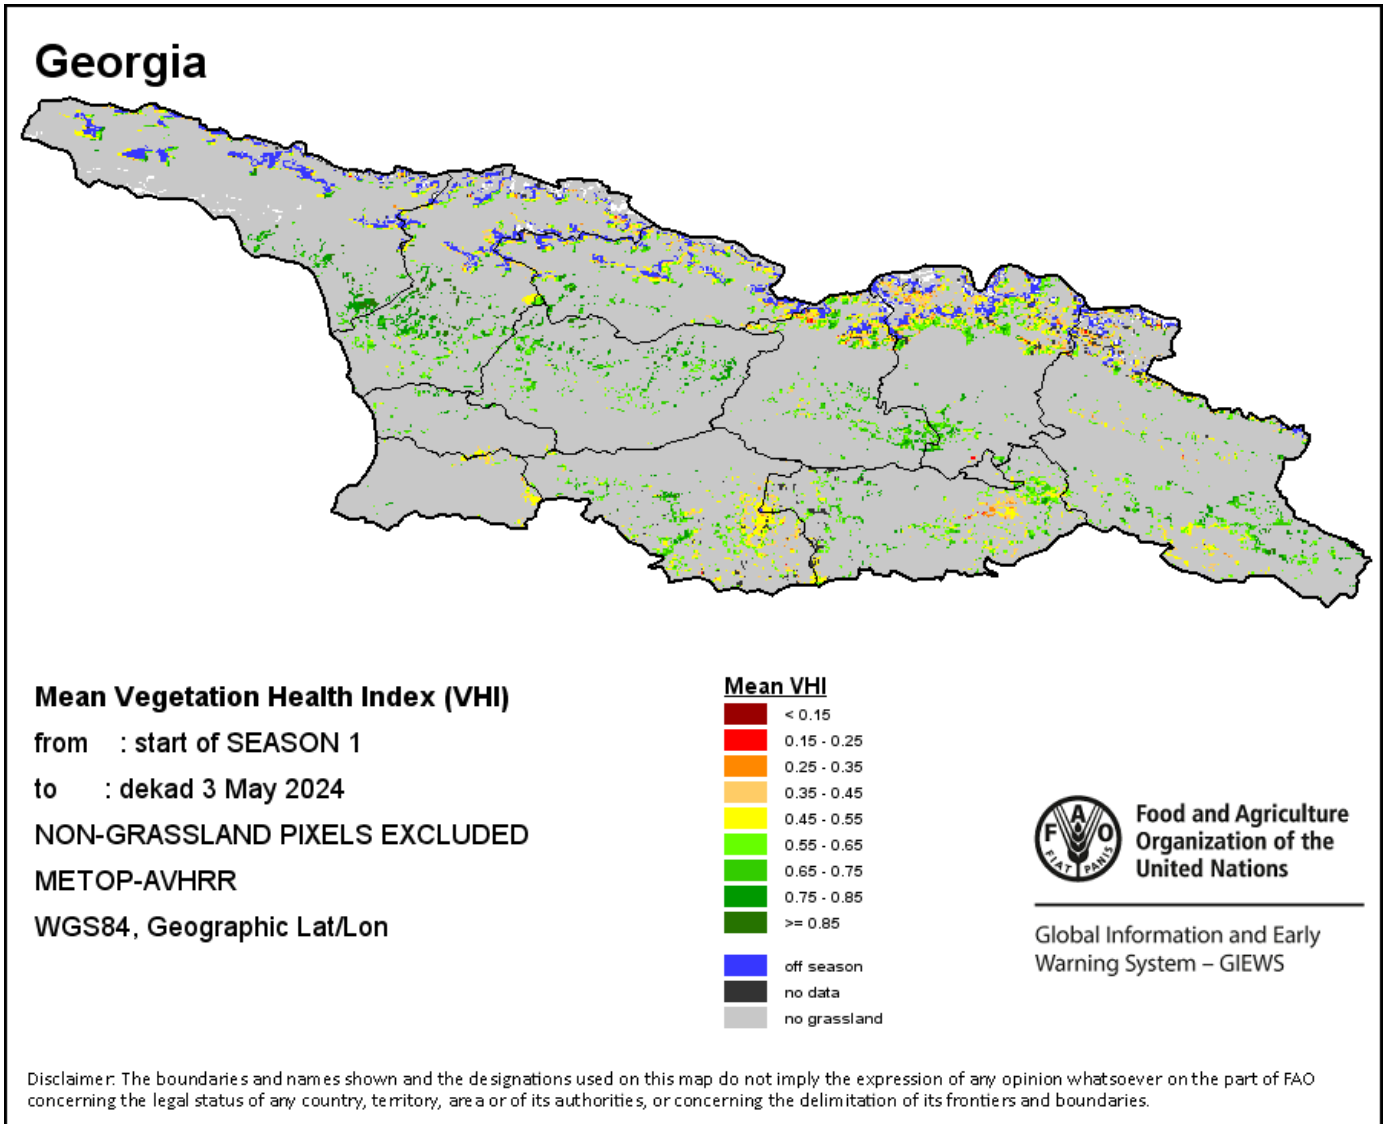 Georgia
Mean Vegetation Health Index (VHI)
from : start of SEASON 1
to : dekad 3 May 2024
NON-GRASSLAND PIXELS EXCLUDED
METOP-AVHRR
WGS84, Geographic Lat/Lon
Mean VHI
< 0.15
0.15 - 0.25
0.25 - 0.35
0.35 - 0.45
0.45 - 0.55
0.55 - 0.65
0.65 - 0.75
0.75 - 0.85
>= 0.85
off season
no data
no grassland
F A O
FIAT PANIS
Food and Agriculture
Organization of the
United Nations
Global Information and Early
Warning System – GIEWS
Disclaimer: The boundaries and names shown and the designations used on this map do not imply the expression of any opinion whatsoever on the part of FAO
concerning the legal status of any country, territory, area or of its authorities, or concerning the delimitation of its frontiers and boundaries.